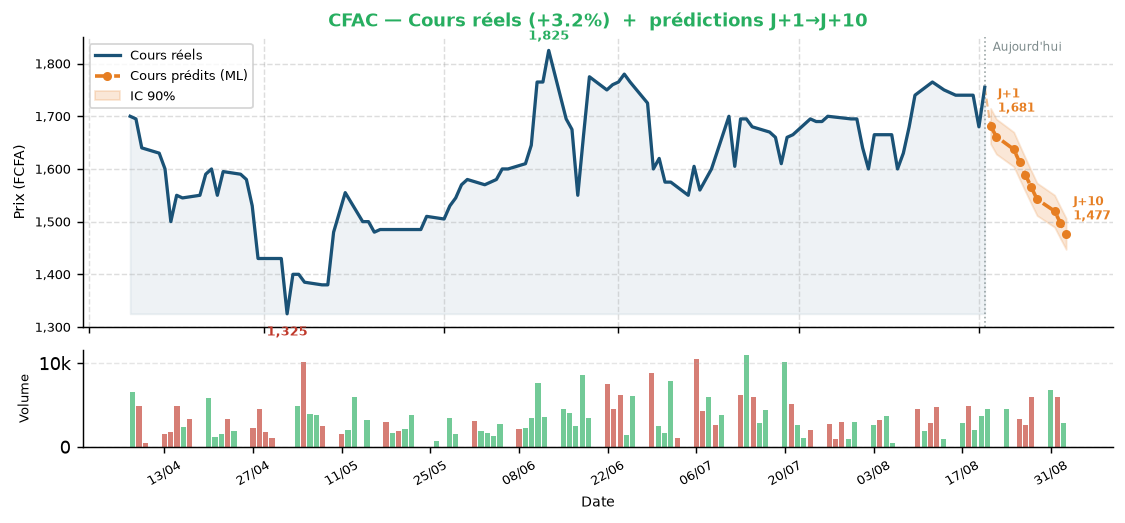 CFAC — Cours réels (+3.2%) + prédictions J+1→J+10
1,825
Aujourd'hui
Cours réels
Cours prédits (ML)
IC 90%
J+1
1,681
J+10
1,477
1,325
Prix (FCFA)
1,800
1,700
1,600
1,500
1,400
1,300
Volume
10k
0
13/04 27/04 11/05 25/05 08/06 22/06 06/07 20/07 03/08 17/08 31/08
Date